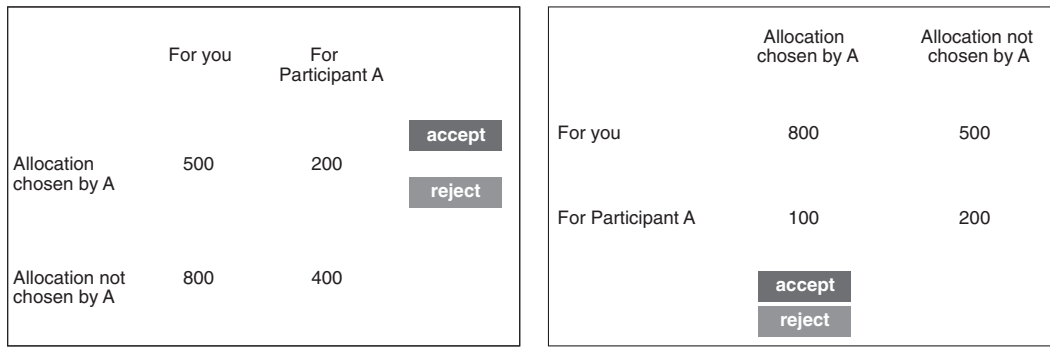 For you For
Participant A
accept
Allocation 500 200
chosen by A
reject
Allocation not 800 400
chosen by A
Allocation Allocation not
chosen by A chosen by A
For you 800 500
For Participant A 100 200
accept
reject